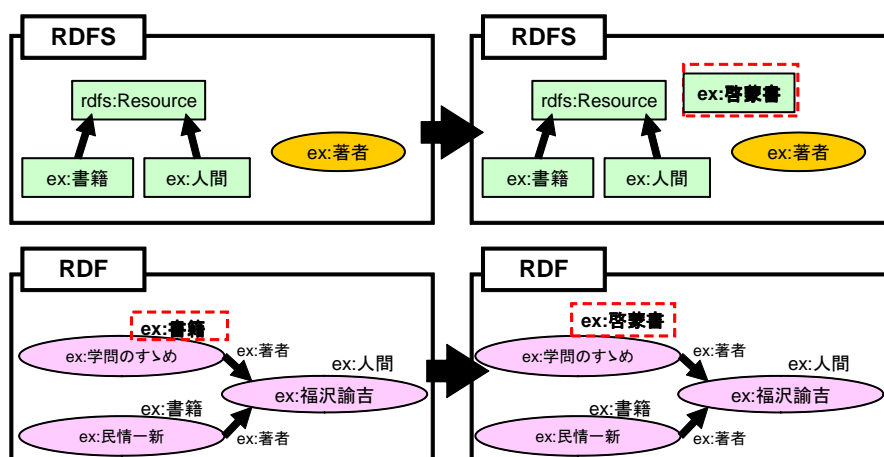 RDFS
rdfs:Resource
ex:書籍
ex:人間
ex:著者
RDFS
ex:啓蒙書
rdfs:Resource
ex:書籍
ex:人間
ex:著者
RDF
ex:書籍
ex:学問のすゝめ
ex:著者
ex:人間
ex:福沢諭吉
ex:書籍
ex:民情一新
ex:著者
RDF
ex:啓蒙書
ex:学問のすゝめ
ex:著者
ex:人間
ex:福沢諭吉
ex:書籍
ex:民情一新
ex:著者